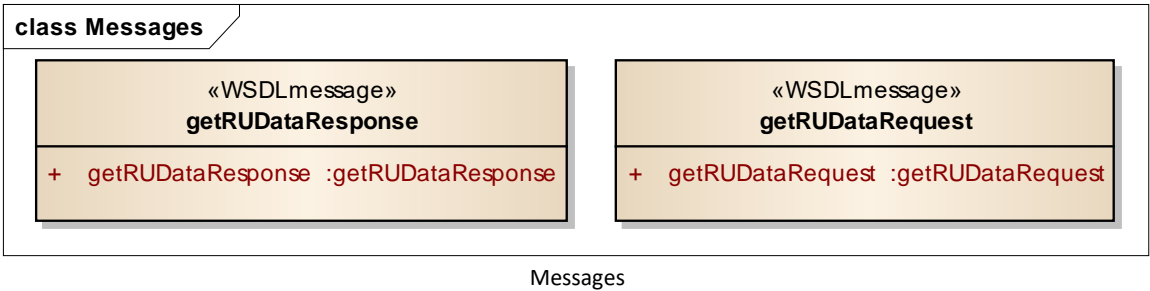 class Messages
«WSDLmessage»
getRUDataResponse
+ getRUDataResponse :getRUDataResponse
«WSDLmessage»
getRUDataRequest
+ getRUDataRequest :getRUDataRequest
Messages